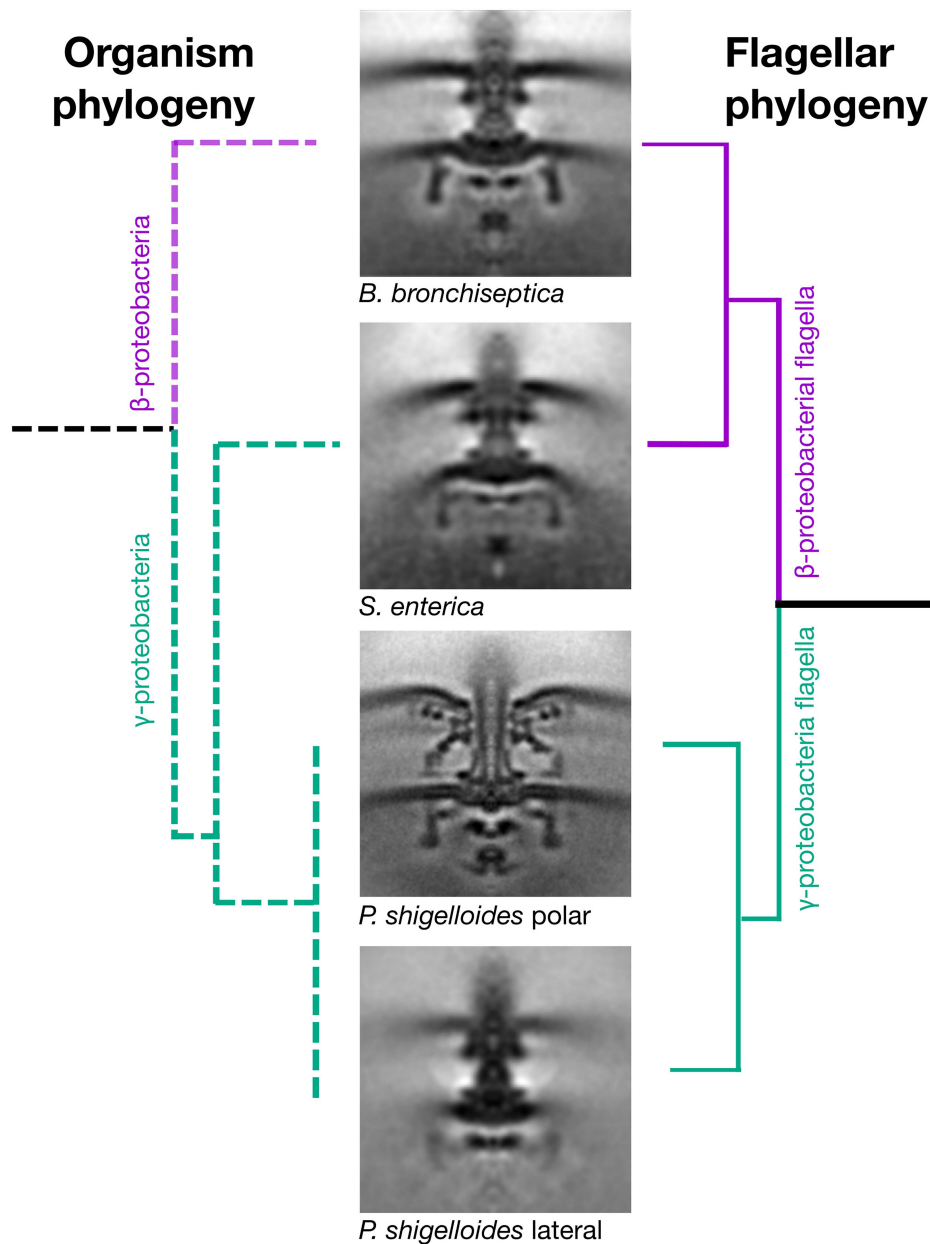 Organism
phylogeny
Flagellar
phylogeny
β-proteobacteria
γ-proteobacteria
B. bronchiseptica
S. enterica
P. shigelloides polar
P. shigelloides lateral
β-proteobacterial flagella
γ-proteobacteria flagella